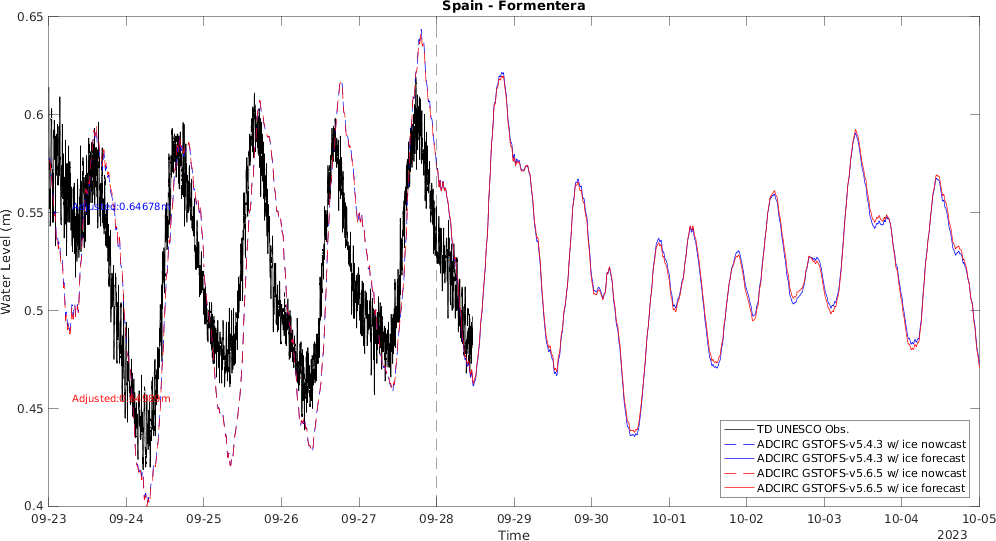 Spain - Formentera
0.65
0.6
0.55
0.5
0.45
0.4
Water Level (m)
Adjusted:0.64678m
09-23
09-24
09-25
09-26
09-27
09-28
09-29
09-30
10-01
10-02
10-03
10-04
10-05
Time
2023
TD UNESCO Obs.
ADCIRC GSTOFS-v5.4.3 w/ ice nowcast
ADCIRC GSTOFS-v5.4.3 w/ ice forecast
ADCIRC GSTOFS-v5.6.5 w/ ice nowcast
ADCIRC GSTOFS-v5.6.5 w/ ice forecast